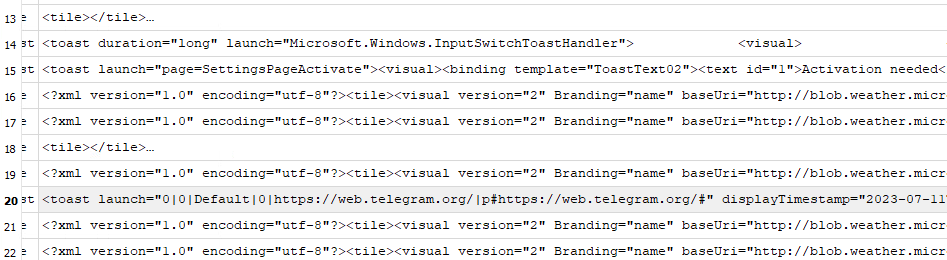 13 e <tile></tile>…
14 st <toast duration="long" launch="Microsoft.Windows.InputSwitchToastHandler"> <visual>
15 st <toast launch="page=SettingsPageActivate"><visual><binding template="ToastText02"><text id="1">Activation needed<
16 e <?xml version="1.0" encoding="utf-8"?><tile><visual version="2" Branding="name" baseUri="http://blob.weather.micr
17 e <?xml version="1.0" encoding="utf-8"?><tile><visual version="2" Branding="name" baseUri="http://blob.weather.micr
18 e <tile></tile>…
19 e <?xml version="1.0" encoding="utf-8"?><tile><visual version="2" Branding="name" baseUri="http://blob.weather.micr
20 st <toast launch="0|0|Default|0|https://web.telegram.org/|p#https://web.telegram.org/#" displayTimestamp="2023-07-11
21 e <?xml version="1.0" encoding="utf-8"?><tile><visual version="2" Branding="name" baseUri="http://blob.weather.micr
22 e <?xml version="1.0" encoding="utf-8"?><tile><visual version="2" Branding="name" baseUri="http://blob.weather.micr